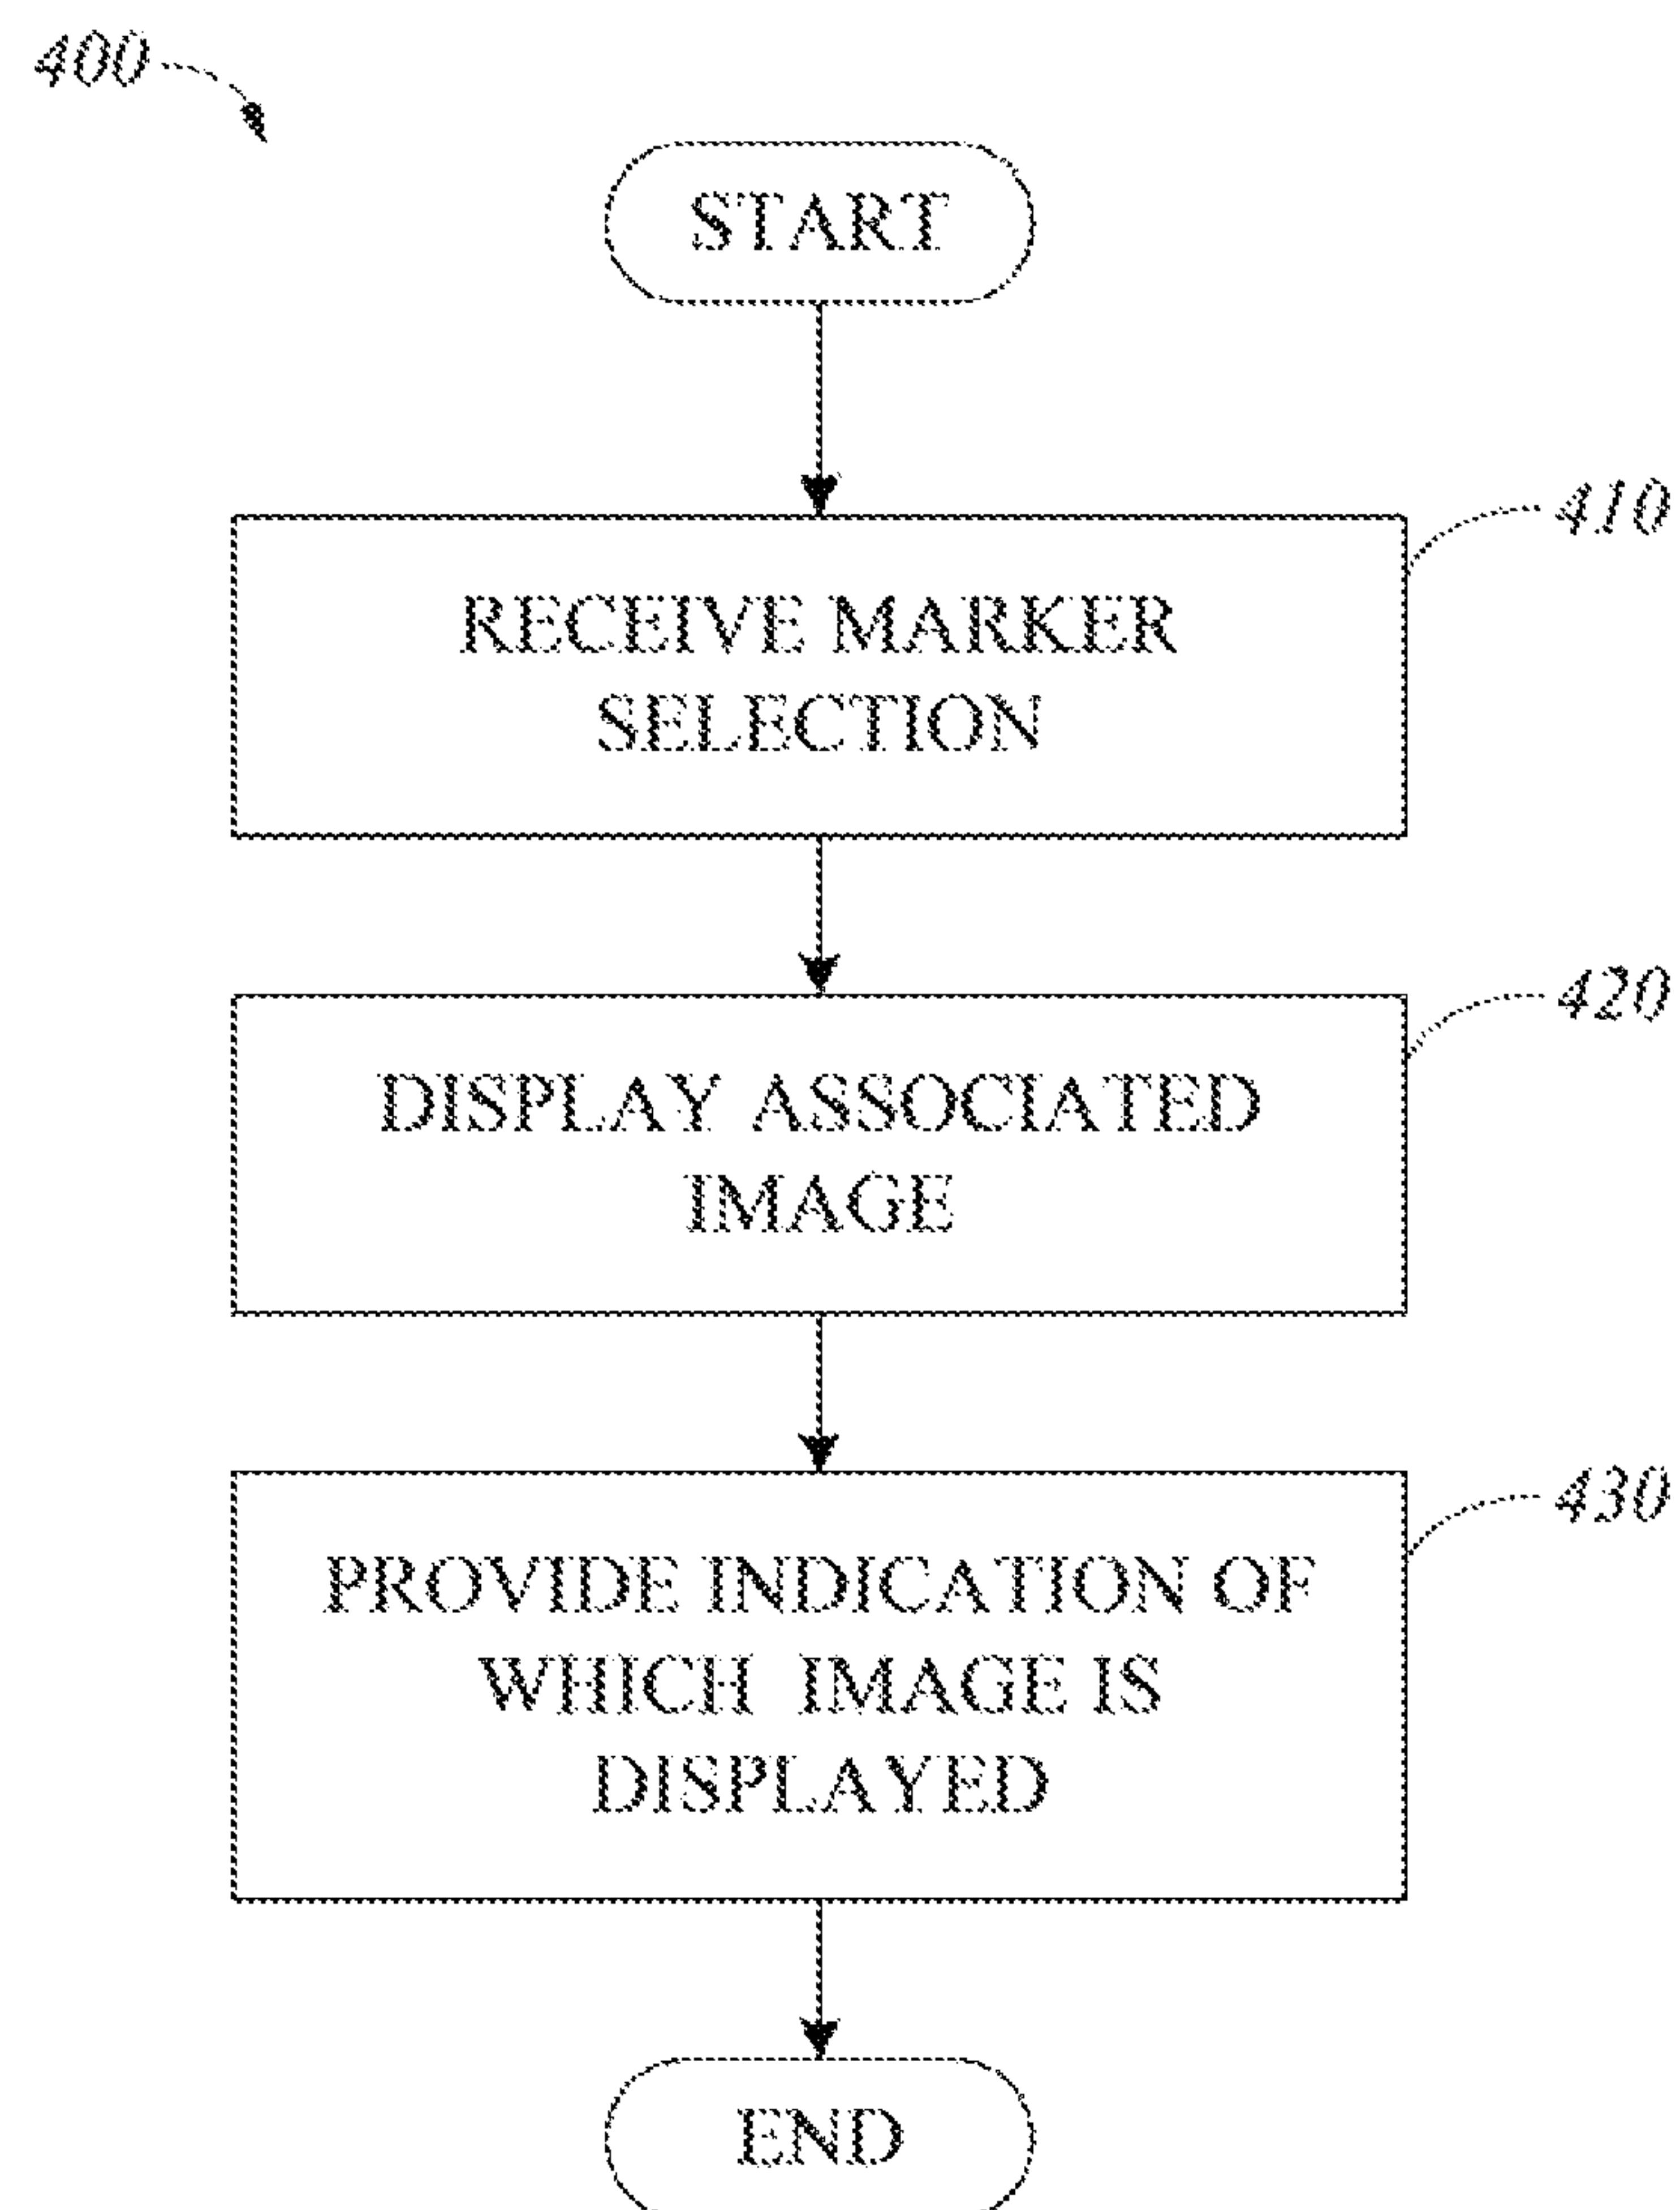 400
START
410
RECEIVE MARKER
SELECTION
420
DISPLAY ASSOCIATED
IMAGE
430
PROVIDE INDICATION OF
WHICH IMAGE IS
DISPLAYED
END